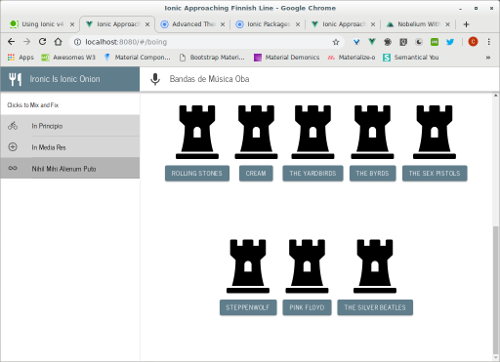 Ionic Approaching Finnish Line - Google Chrome
Using Ionic v4
Ionic Approach
Advanced The
Ionic Packages
Ionic Approach
Nobelium With
localhost:8080/#/boing
Apps
Awesomes W3
Material Compon...
Bootstrap Materi...
Material Demonics
Materialize-o
Semantical You
Ironic Is Ionic Onion
Bandas de Música Oba
Clicks to Mix and Fix
In Principio
In Media Res
Nihil Mihi Alienum Puto
ROLLING STONES
CREAM
THE YARDBIRDS
THE BYRDS
THE SEX PISTOLS
STEPPENWOLF
PINK FLOYD
THE SILVER BEATLES